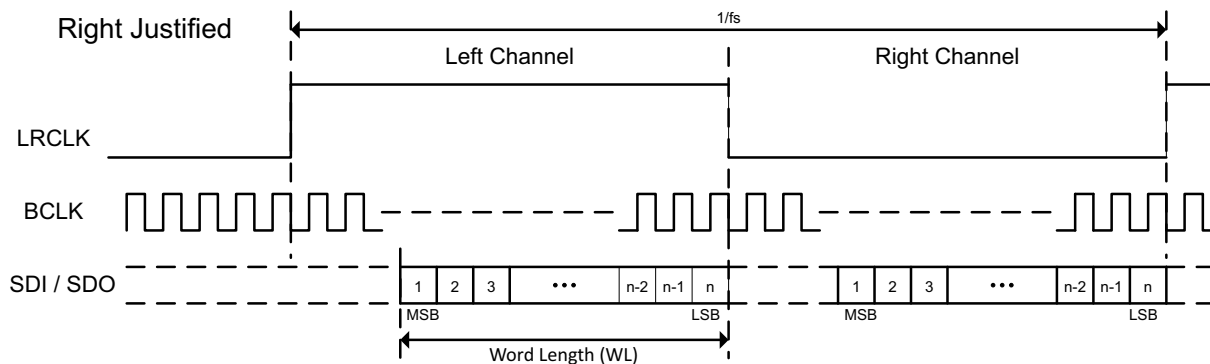 Right Justified
1/fs
Left Channel Right Channel
LRCLK
BCLK
SDI / SDO
1 2 3 ••• n-2 n-1 n 1 2 3 ••• n-2 n-1 n
MSB LSB MSB LSB
Word Length (WL)